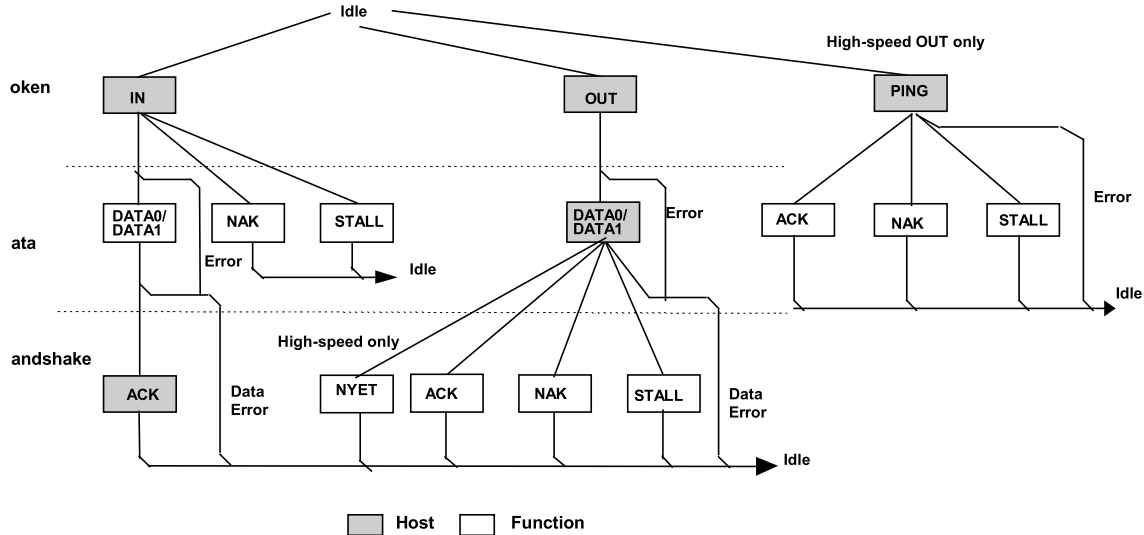 Idle
High-speed OUT only
oken
IN
OUT
PING
DATA0/
DATA1
NAK
STALL
DATA0/
DATA1
Error
ACK
NAK
STALL
Error
ata
Error
Idle
Idle
High-speed only
andshake
ACK
Data
Error
NYET
ACK
NAK
STALL
Data
Error
Idle
Host
Function